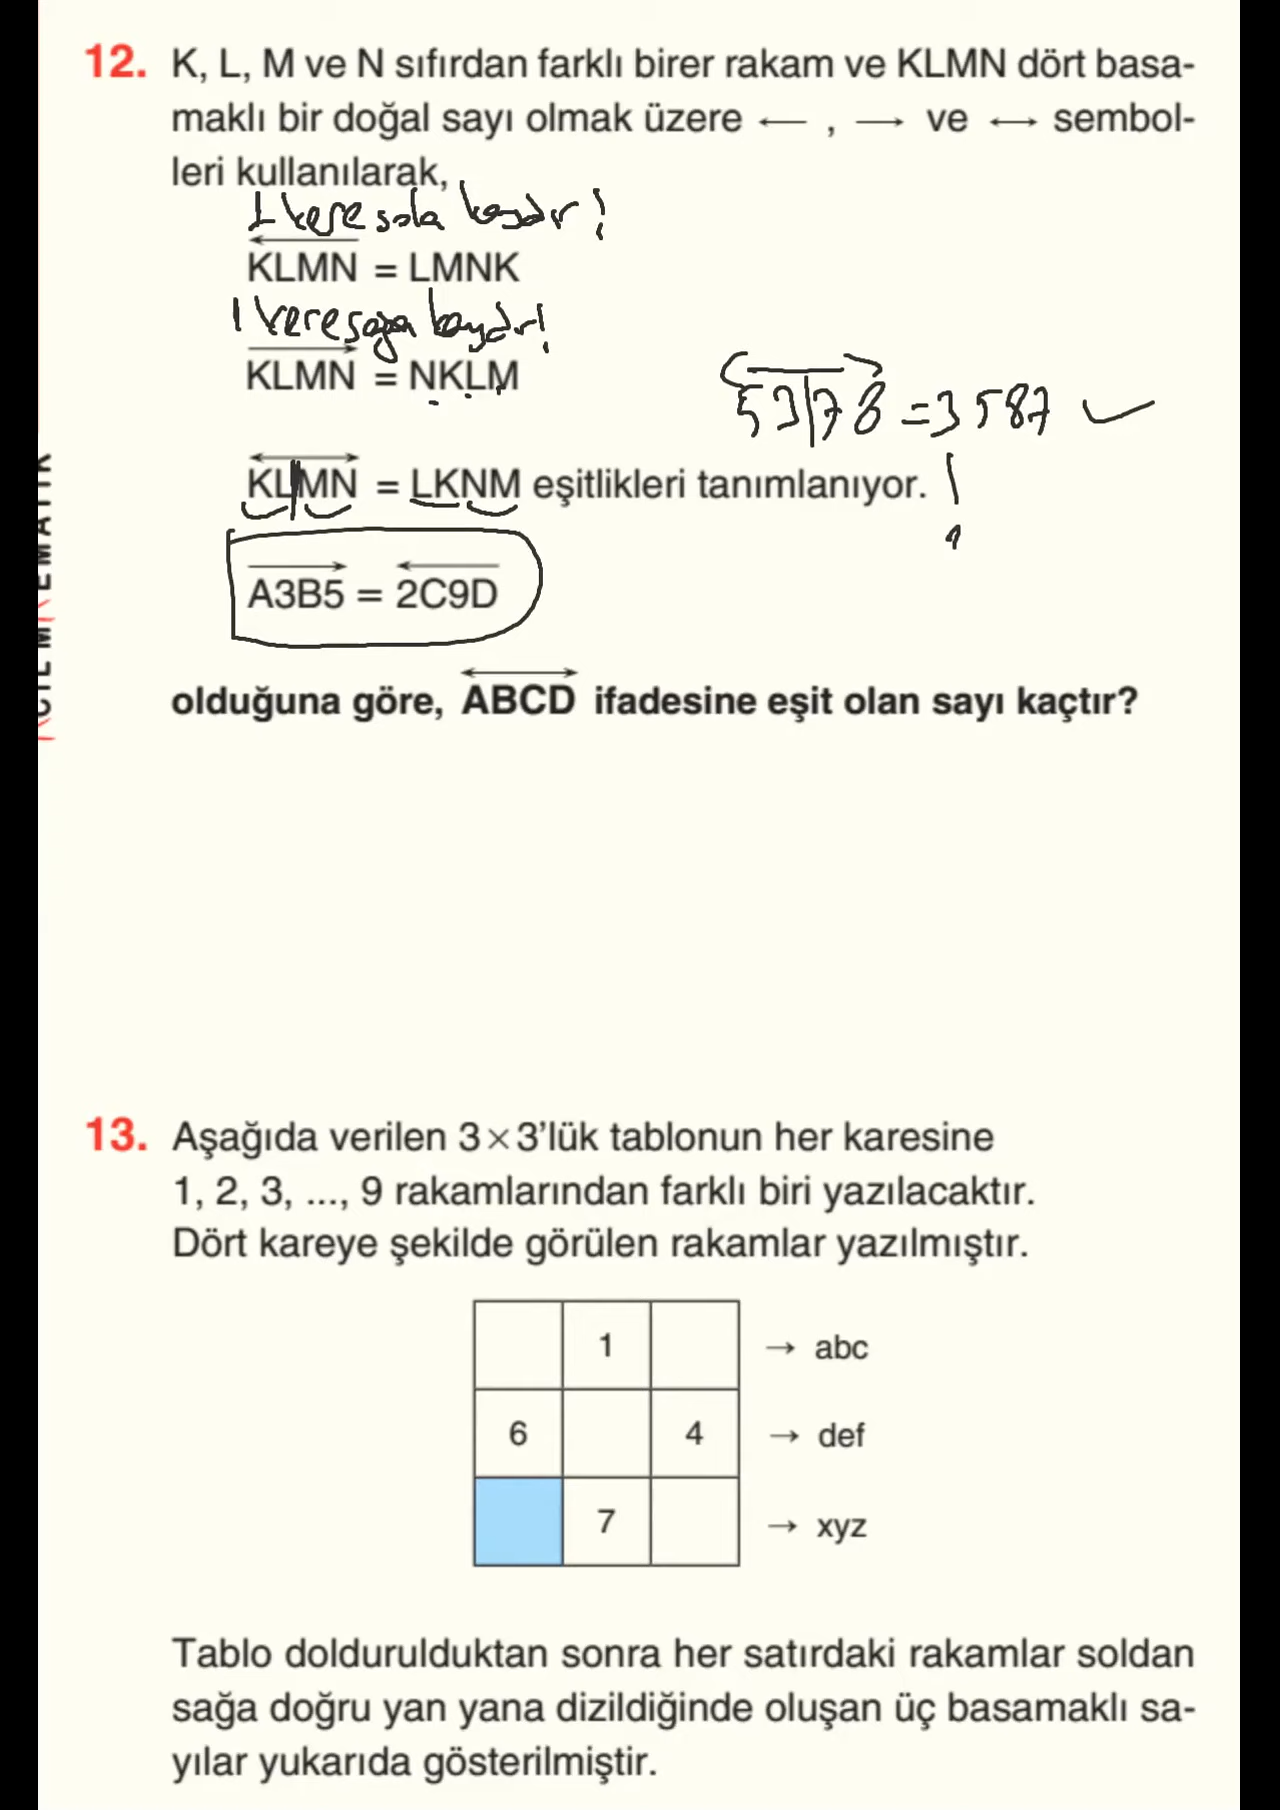 12. K, L, M ve N sıfırdan farklı birer rakam ve KLMN dört basa-
maklı bir doğal sayı olmak üzere ← , → ve ↔ sembol-
leri kullanılarak,
1 kere sola kaydır!
KLMN = LMNK
1 kere sağa kaydır!
KLMN = NKLM
53|78 = 3587
KLMN = LKNM eşitlikleri tanımlanıyor. !
A3B5 = 2C9D
olduğuna göre, ABCD ifadesine eşit olan sayı kaçtır?
13. Aşağıda verilen 3×3'lük tablonun her karesine
1, 2, 3, ..., 9 rakamlarından farklı biri yazılacaktır.
Dört kareye şekilde görülen rakamlar yazılmıştır.
1 → abc
6 4 → def
7 → xyz
Tablo doldurulduktan sonra her satırdaki rakamlar soldan
sağa doğru yan yana dizildiğinde oluşan üç basamaklı sa-
yılar yukarıda gösterilmiştir.